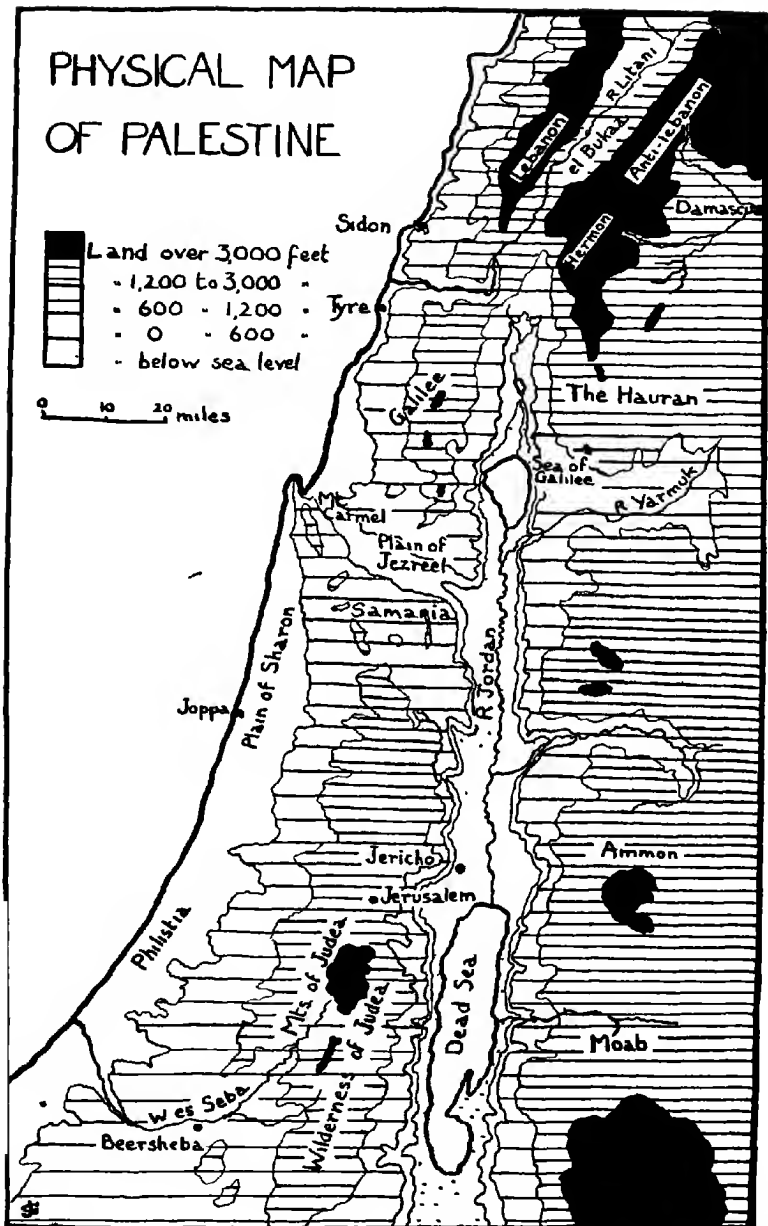 PHYSICAL MAP
OF PALESTINE
Land over 3,000 feet
" 1,200 to 3,000 "
" 600 - 1,200 "
" 0 - 600 "
" below sea level
0 10 20 miles
Lebanon
R Litani
el Bukaa
Anti-lebanon
Sidon
Damascus
Hermon
Tyre
Galilee
The Hauran
Sea of
Galilee
R Yarmuk
Mt.
Carmel
Plain of
Jezreel
Samaria
R Jordan
Plain of Sharon
Joppa
Jericho
Ammon
Jerusalem
Philistia
Mts. of Judea
Wilderness of Judea
Dead Sea
Moab
W es Seba
Beersheba